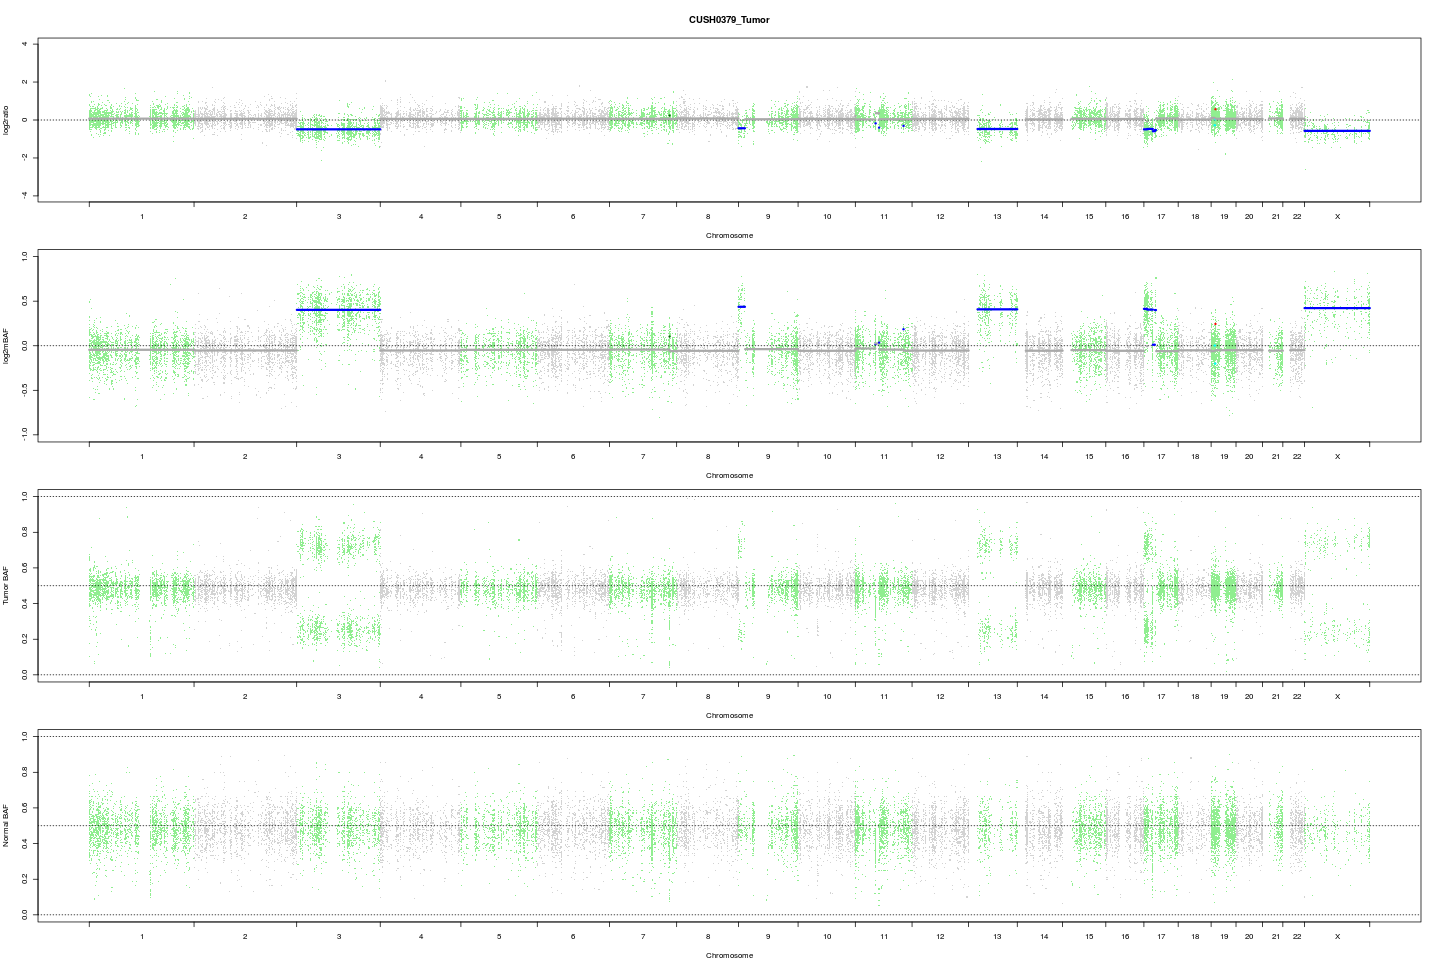 CUSH0379_Tumor
4
2
0
-2
-4
log2ratio
1 2 3 4 5 6 7 8 9 10 11 12 13 14 15 16 17 18 19 20 21 22 X
Chromosome
1.0
0.5
0.0
-0.5
-1.0
log2mBAF
1 2 3 4 5 6 7 8 9 10 11 12 13 14 15 16 17 18 19 20 21 22 X
Chromosome
1.0
0.8
0.6
0.4
0.2
0.0
Tumor BAF
1 2 3 4 5 6 7 8 9 10 11 12 13 14 15 16 17 18 19 20 21 22 X
Chromosome
1.0
0.8
0.6
0.4
0.2
0.0
Normal BAF
1 2 3 4 5 6 7 8 9 10 11 12 13 14 15 16 17 18 19 20 21 22 X
Chromosome